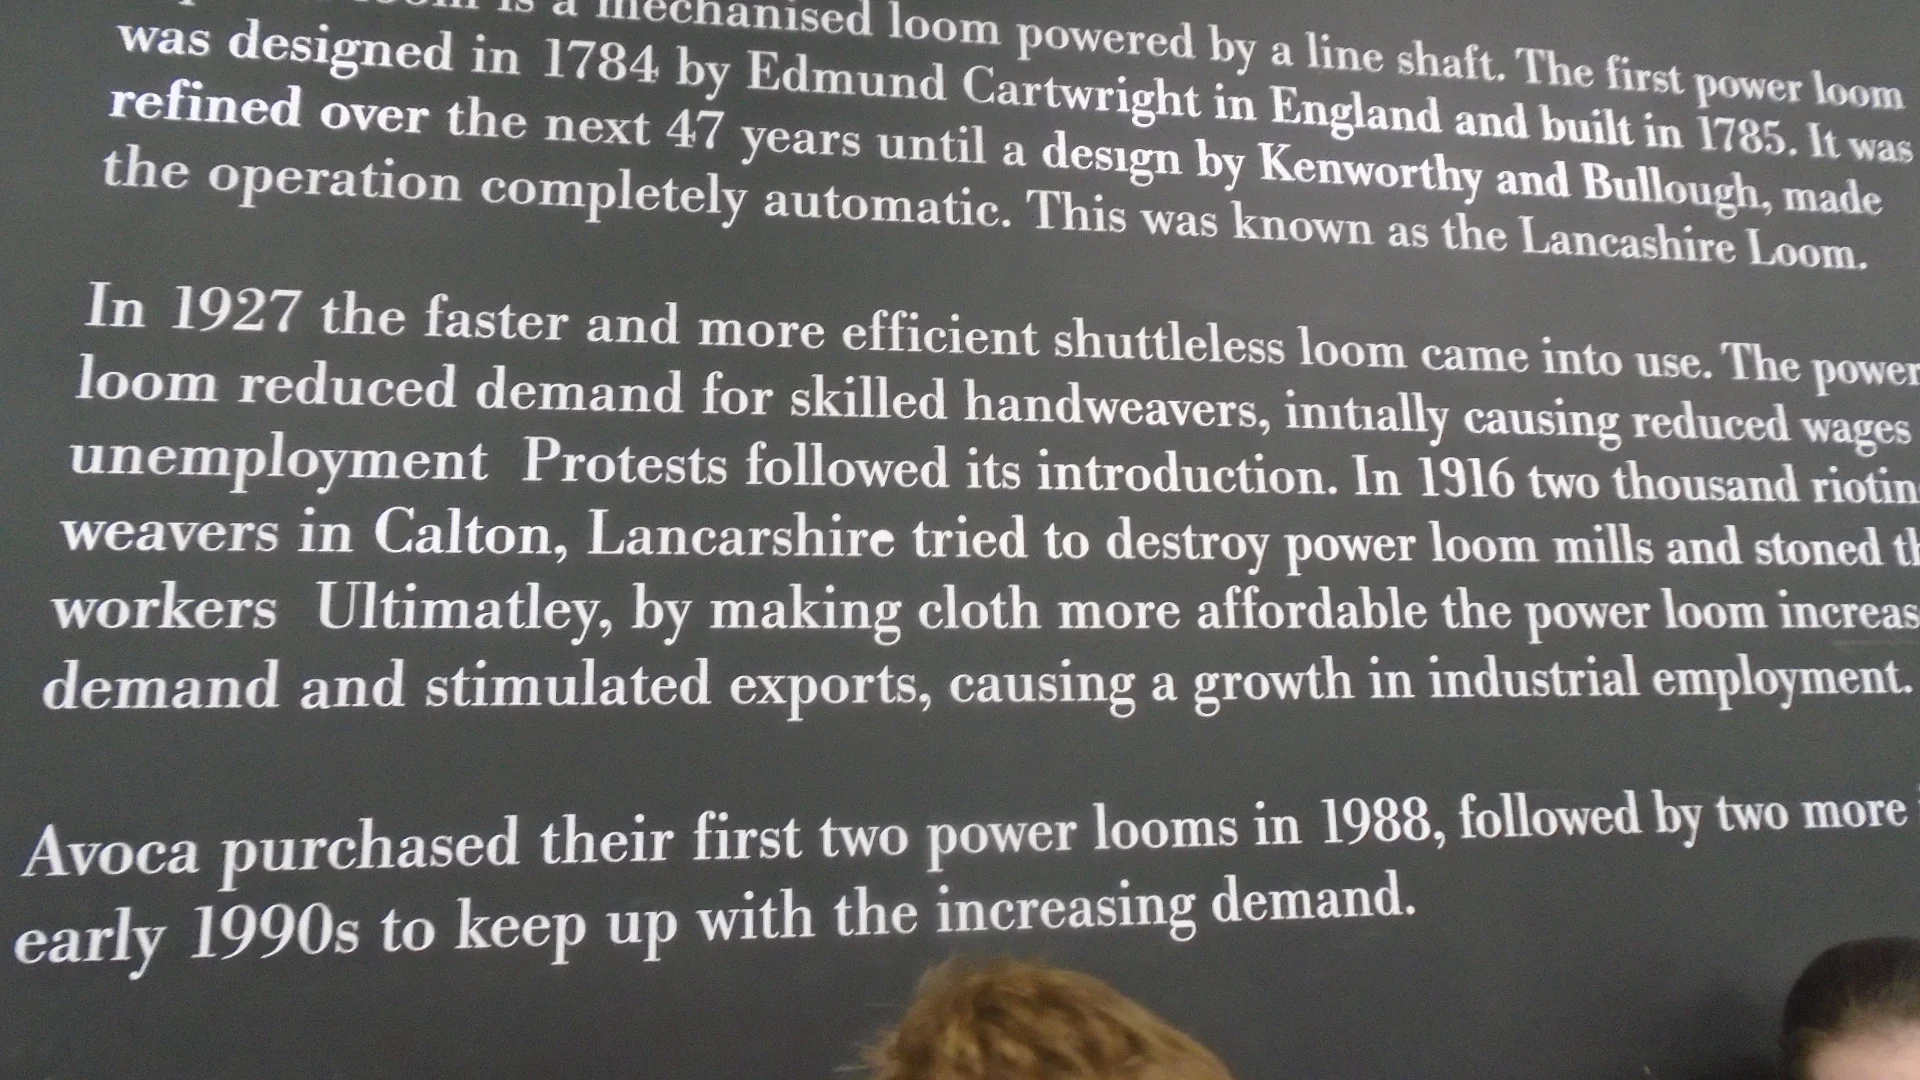 is a mechanised loom powered by a line shaft. The first power loom
was designed in 1784 by Edmund Cartwright in England and built in 1785. It was
refined over the next 47 years until a design by Kenworthy and Bullough, made
the operation completely automatic. This was known as the Lancashire Loom.
In 1927 the faster and more efficient shuttleless loom came into use. The power
loom reduced demand for skilled handweavers, initially causing reduced wages
unemployment Protests followed its introduction. In 1916 two thousand riotin
weavers in Calton, Lancarshire tried to destroy power loom mills and stoned th
workers Ultimatley, by making cloth more affordable the power loom increas
demand and stimulated exports, causing a growth in industrial employment.
Avoca purchased their first two power looms in 1988, followed by two more
early 1990s to keep up with the increasing demand.